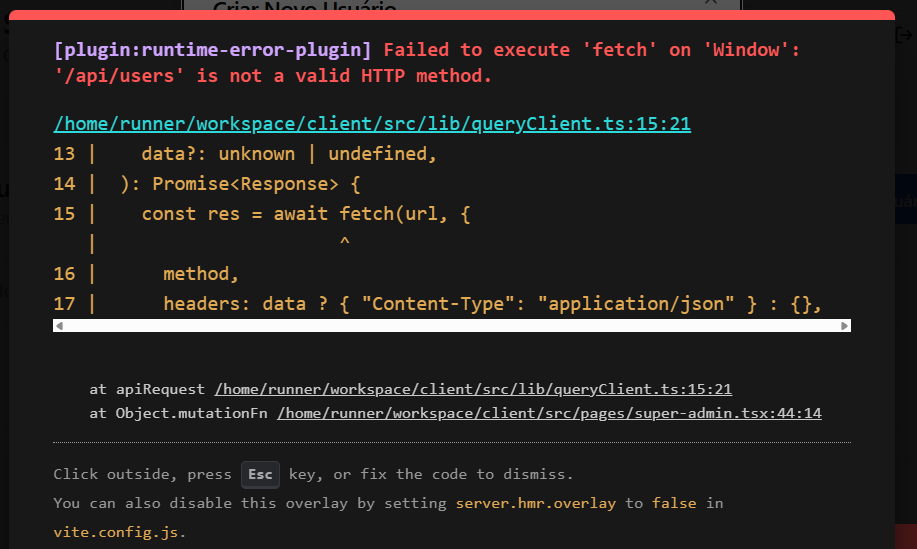 Criar Novo Usuário
[plugin:runtime-error-plugin] Failed to execute 'fetch' on 'Window':
'/api/users' is not a valid HTTP method.
/home/runner/workspace/client/src/lib/queryClient.ts:15:21
13 |    data?: unknown | undefined,
14 |  ): Promise<Response> {
15 |    const res = await fetch(url, {
|                      ^
16 |      method,
17 |      headers: data ? { "Content-Type": "application/json" } : {},
at apiRequest /home/runner/workspace/client/src/lib/queryClient.ts:15:21
at Object.mutationFn /home/runner/workspace/client/src/pages/super-admin.tsx:44:14
Click outside, press Esc key, or fix the code to dismiss.
You can also disable this overlay by setting server.hmr.overlay to false in
vite.config.js.